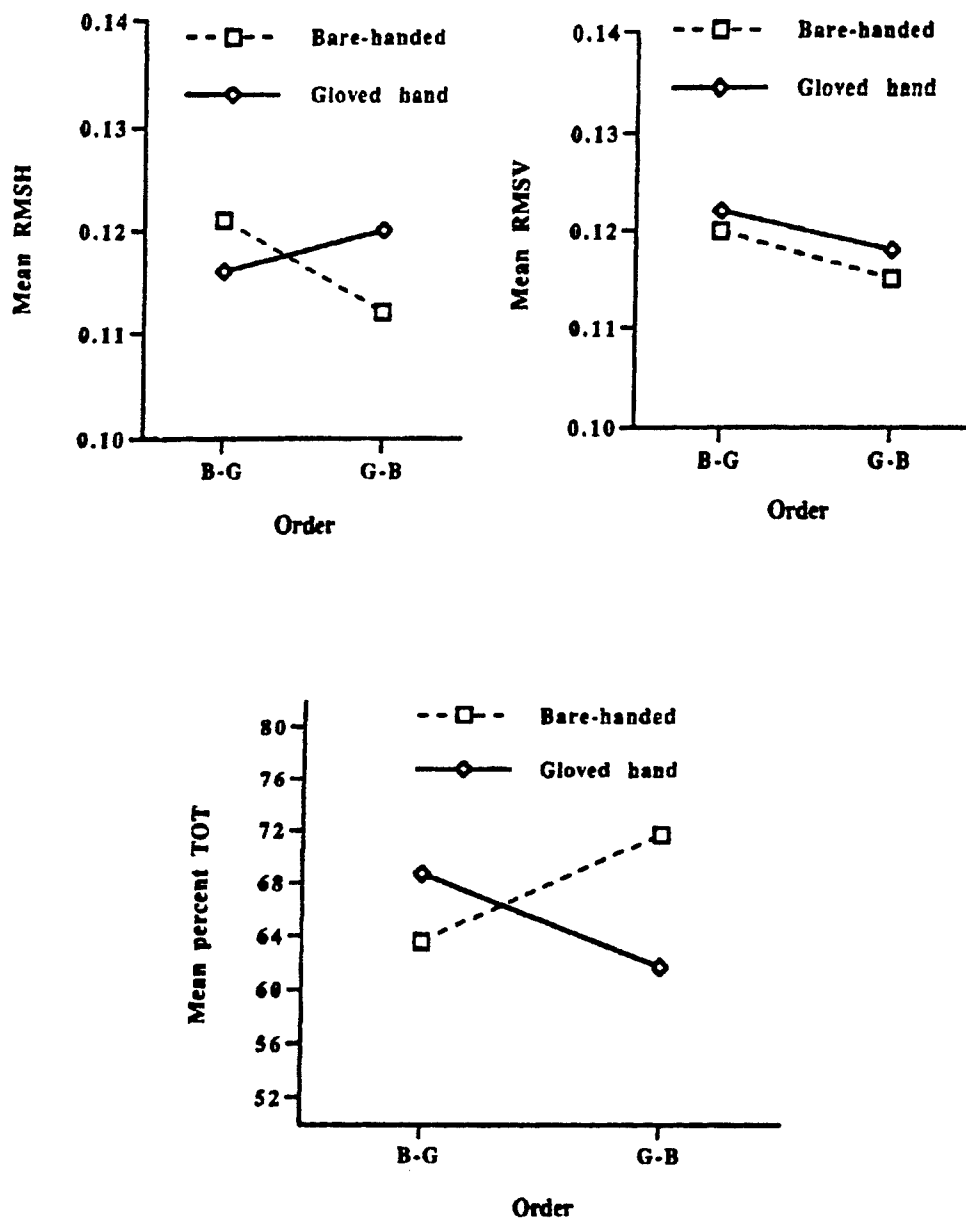 0.14
Bare-handed
Gloved hand
0.13
Mean RMSH
0.12
0.11
0.10
B-G
G-B
Order
0.14
Bare-handed
Gloved hand
0.13
Mean RMSV
0.12
0.11
0.10
B-G
G-B
Order
80
Bare-handed
76
Gloved hand
72
Mean percent TOT
68
64
60
56
52
B-G
G-B
Order